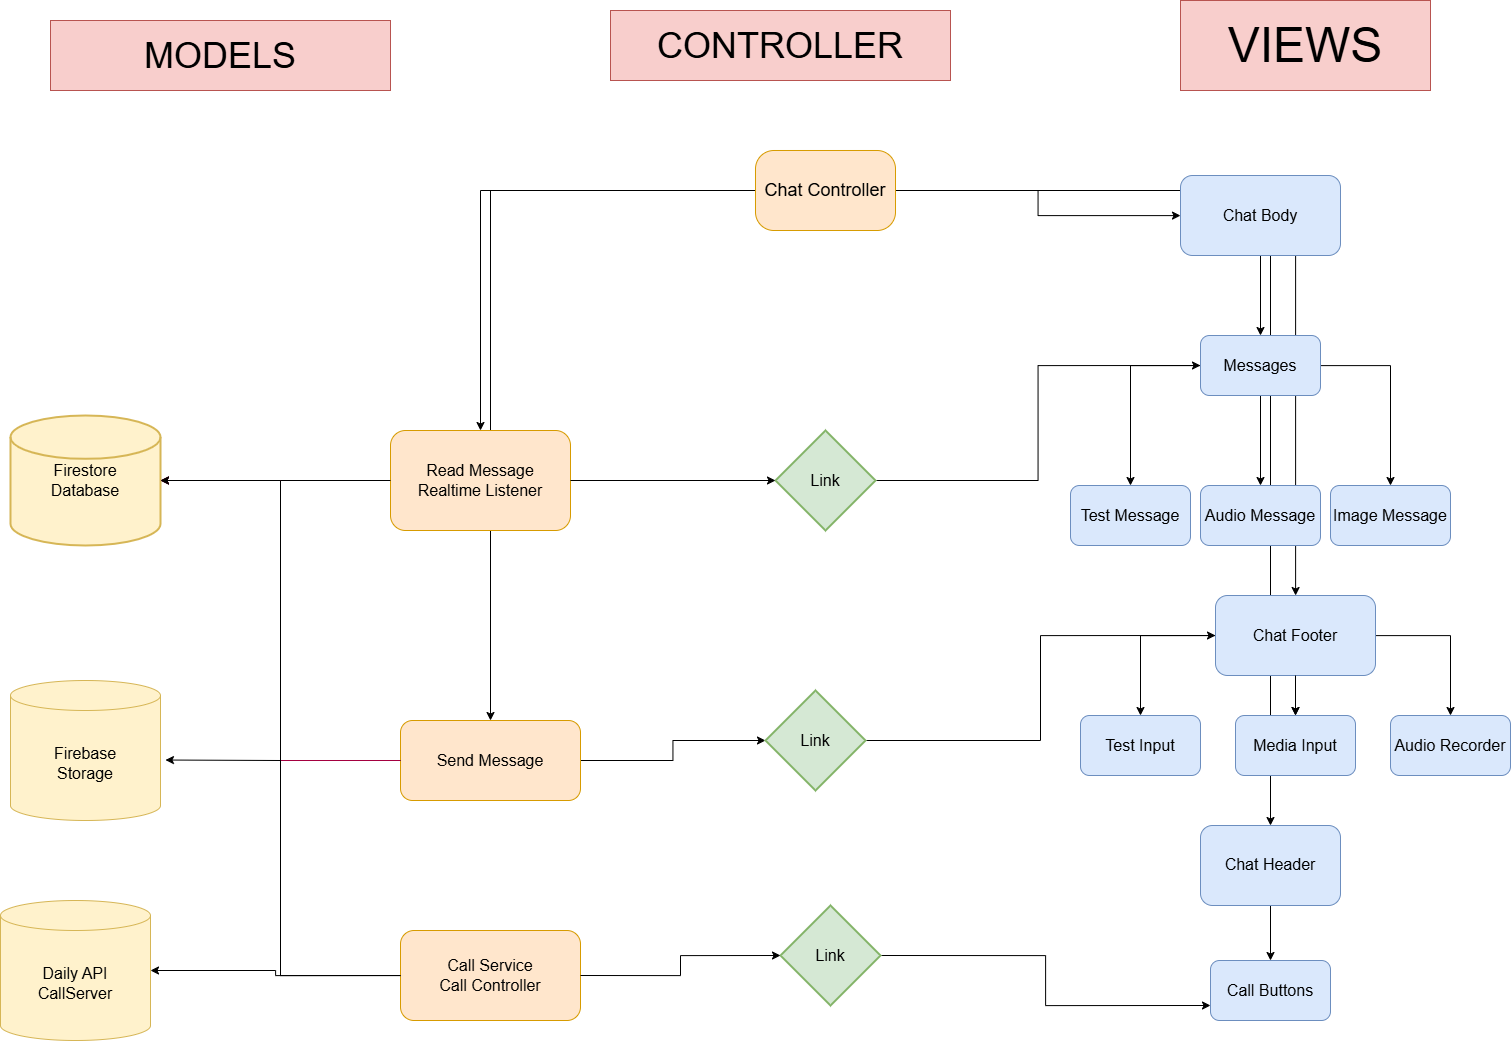 MODELS
CONTROLLER
VIEWS
Chat Controller
Chat Body
Messages
Firestore
Database
Read Message
Realtime Listener
Link
Test Message
Audio Message
Image Message
Chat Footer
Firebase
Storage
Send Message
Link
Test Input
Media Input
Audio Recorder
Chat Header
Daily API
CallServer
Call Service
Call Controller
Link
Call Buttons